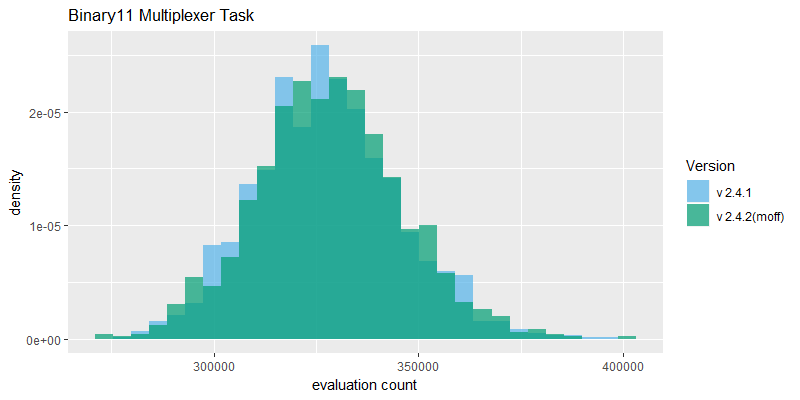 Binary11 Multiplexer Task
density
2e-05
1e-05
0e+00
300000
350000
400000
evaluation count
Version
v 2.4.1
v 2.4.2(moff)